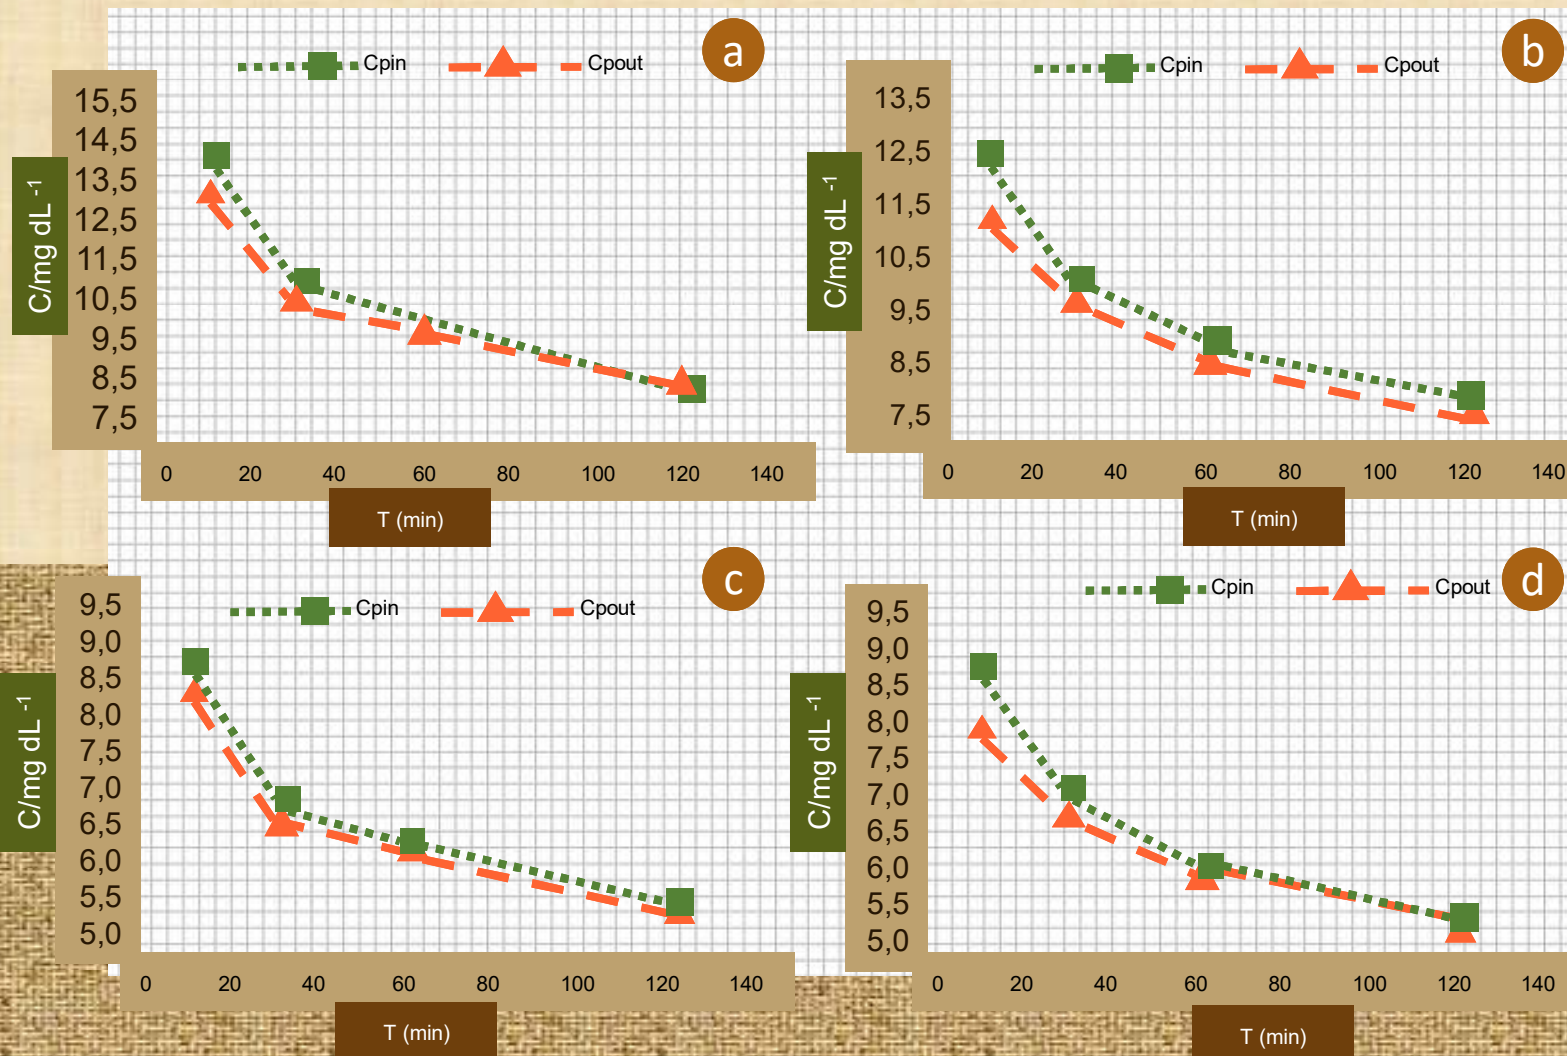 a
Cpin Cpout
15,5
14,5
13,5
12,5
11,5
10,5
9,5
8,5
7,5
C/mg dL -1
0 20 40 60 80 100 120 140
T (min)
b
Cpin Cpout
13,5
12,5
11,5
10,5
9,5
8,5
7,5
C/mg dL -1
0 20 40 60 80 100 120 140
T (min)
c
Cpin Cpout
9,5
9,0
8,5
8,0
7,5
7,0
6,5
6,0
5,5
5,0
C/mg dL -1
0 20 40 60 80 100 120 140
T (min)
d
Cpin Cpout
9,5
9,0
8,5
8,0
7,5
7,0
6,5
6,0
5,5
5,0
C/mg dL -1
0 20 40 60 80 100 120 140
T (min)